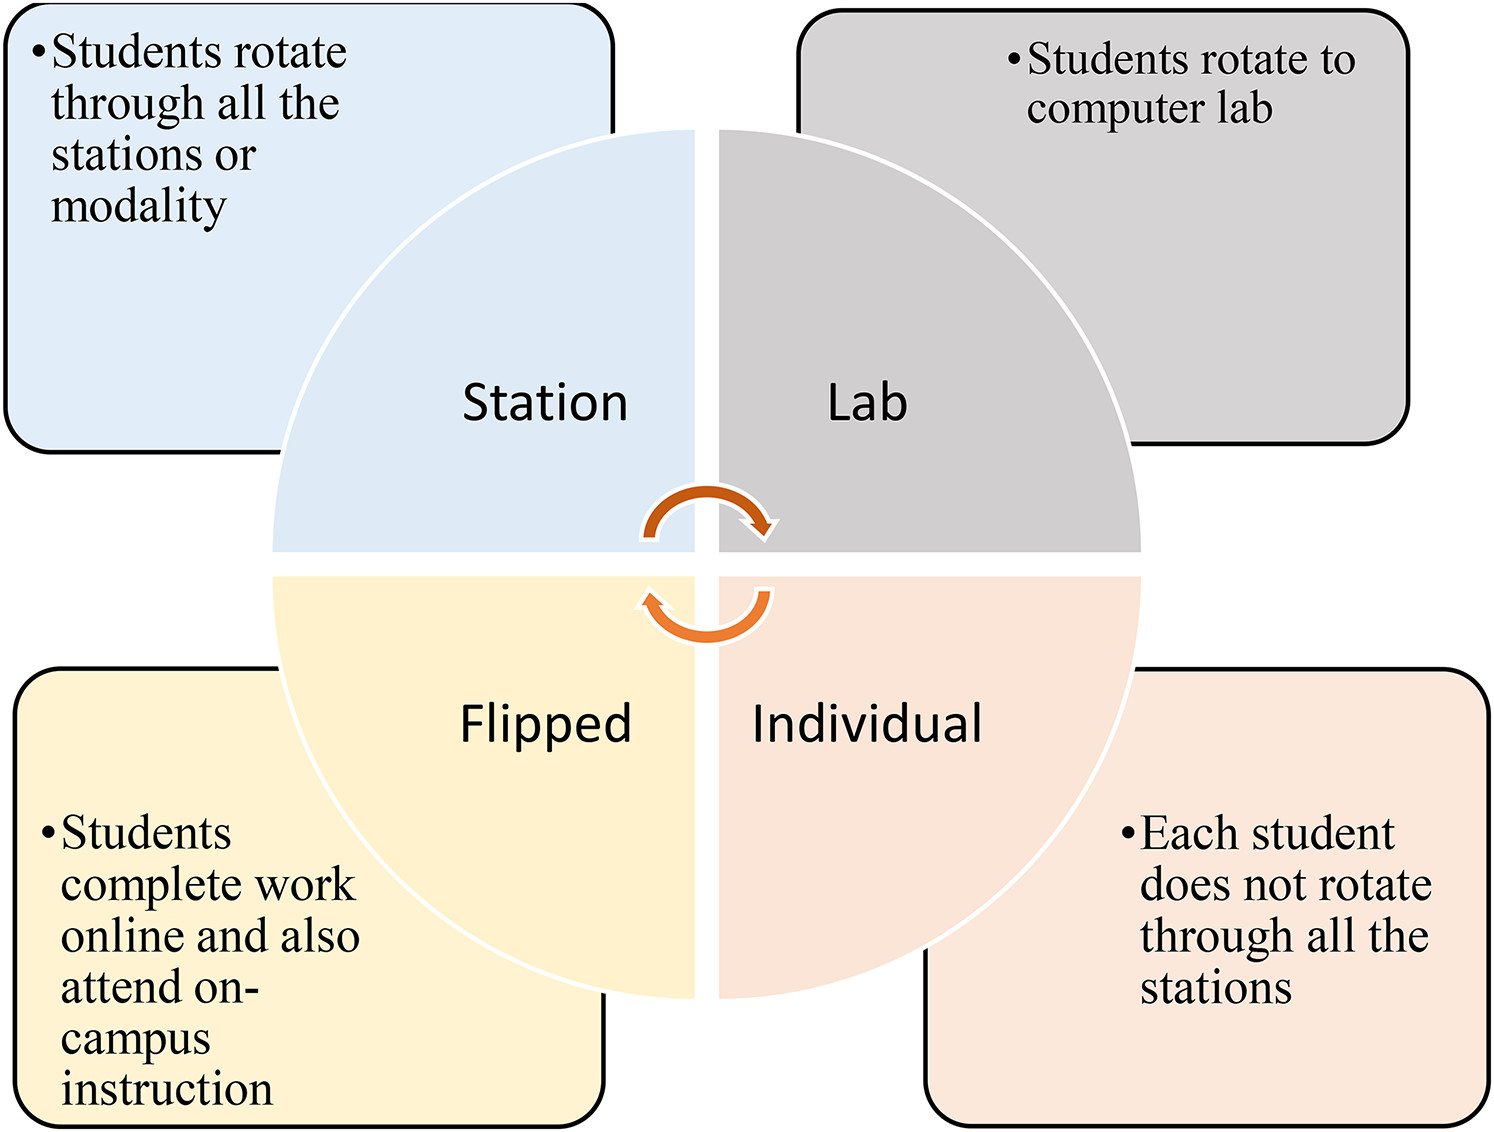 •Students rotate
through all the
stations or
modality
•Students rotate to
computer lab
Station
Lab
Flipped
Individual
•Students
complete work
online and also
attend on-
campus
instruction
•Each student
does not rotate
through all the
stations